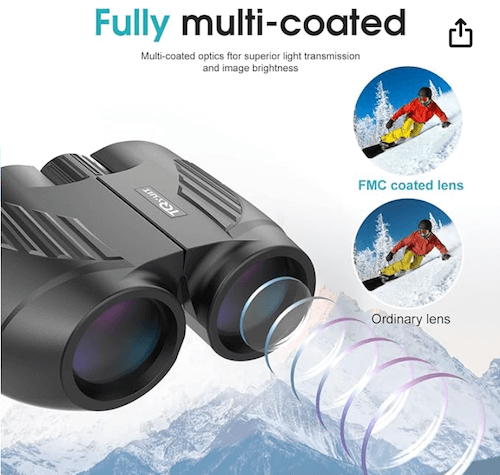 Fully multi-coated
Multi-coated optics ftor superior light transmission
and image brightness
FMC coated lens
Ordinary lens